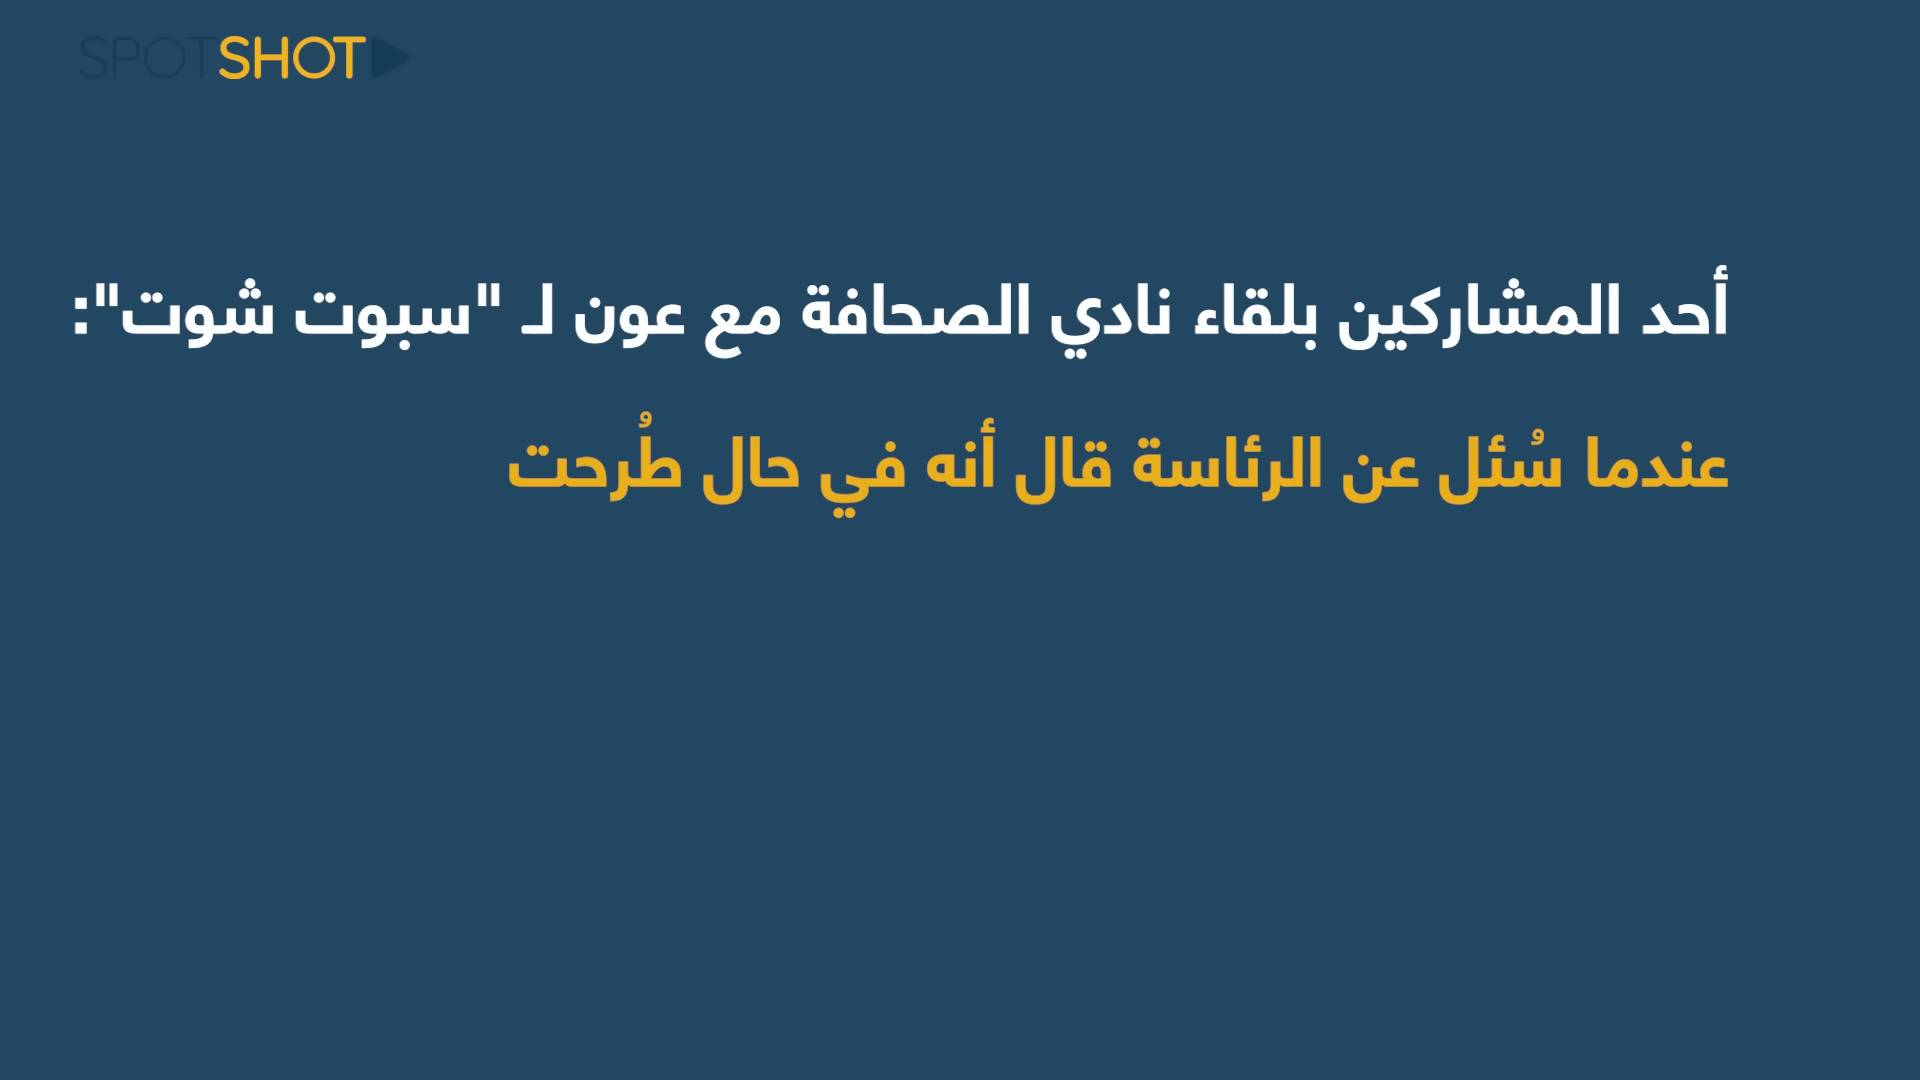 SPOTSHOT
أحد المشاركين بلقاء نادي الصحافة مع عون لـ "سبوت شوت":
عندما سُئل عن الرئاسة قال أنه في حال طُرحت